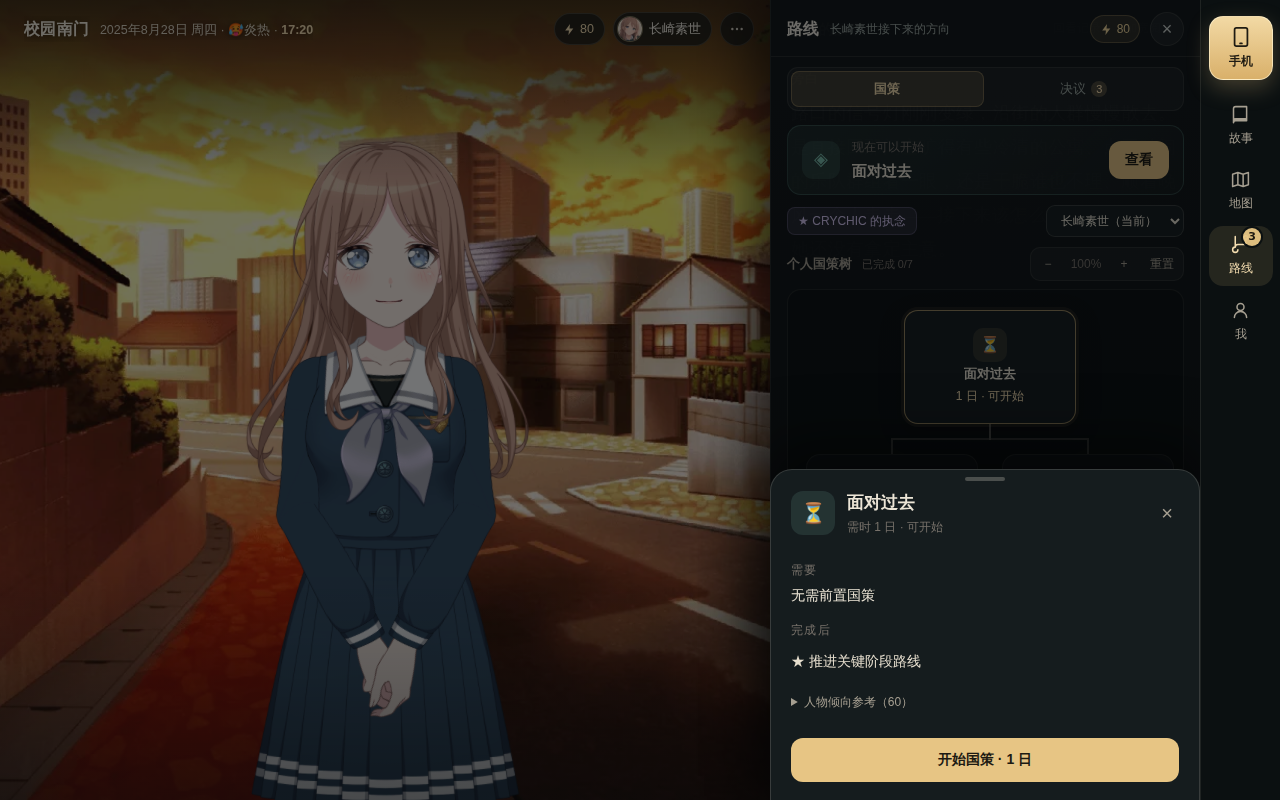 校园南门 2025年8月28日 周四 · 🥵炎热 · 17:20
80
长崎素世
路线 长崎素世接下来的方向
80
国策
决议 3
现在可以开始
面对过去
查看
★ CRYCHIC 的执念
长崎素世（当前）
个人国策树 已完成 0/7
− 100% + 重置
面对过去
1 日 · 可开始
面对过去
需时 1 日 · 可开始
需要
无需前置国策
完成后
★ 推进关键阶段路线
人物倾向参考（60）
开始国策 · 1 日
手机
故事
地图
3
路线
我